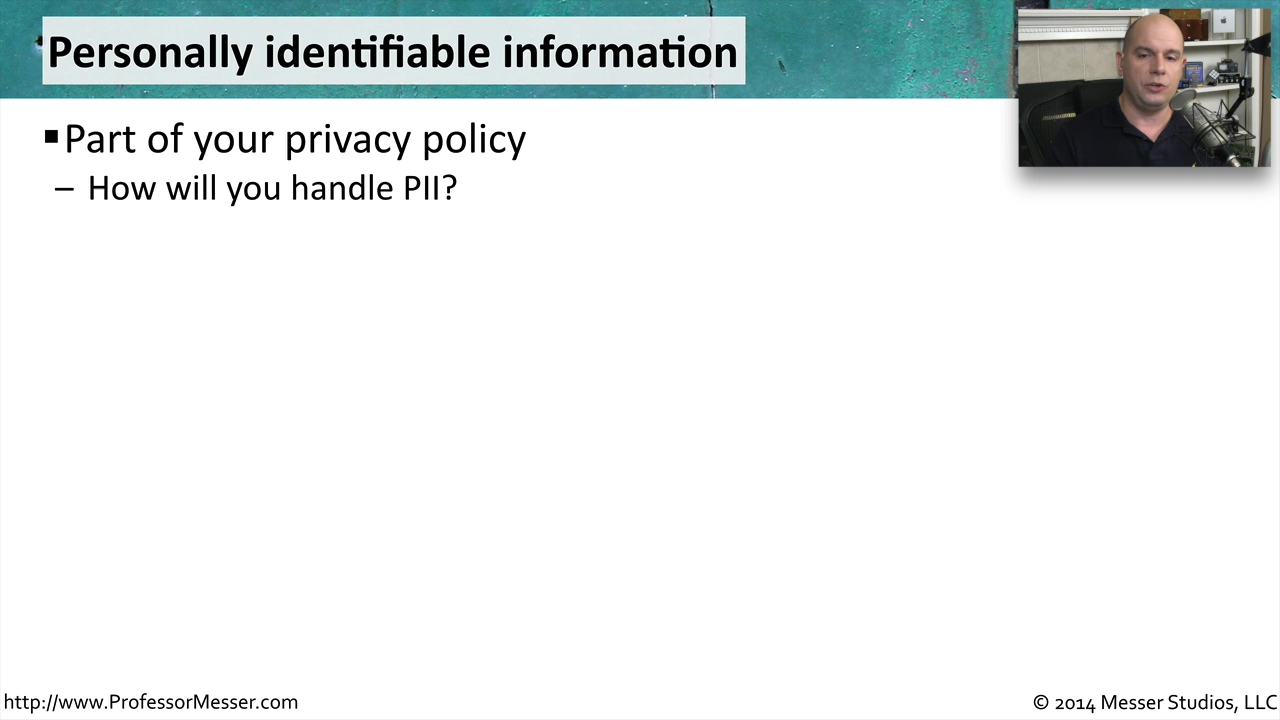 Personally identifiable information
▪Part of your privacy policy
– How will you handle PII?
http://www.ProfessorMesser.com
© 2014 Messer Studios, LLC